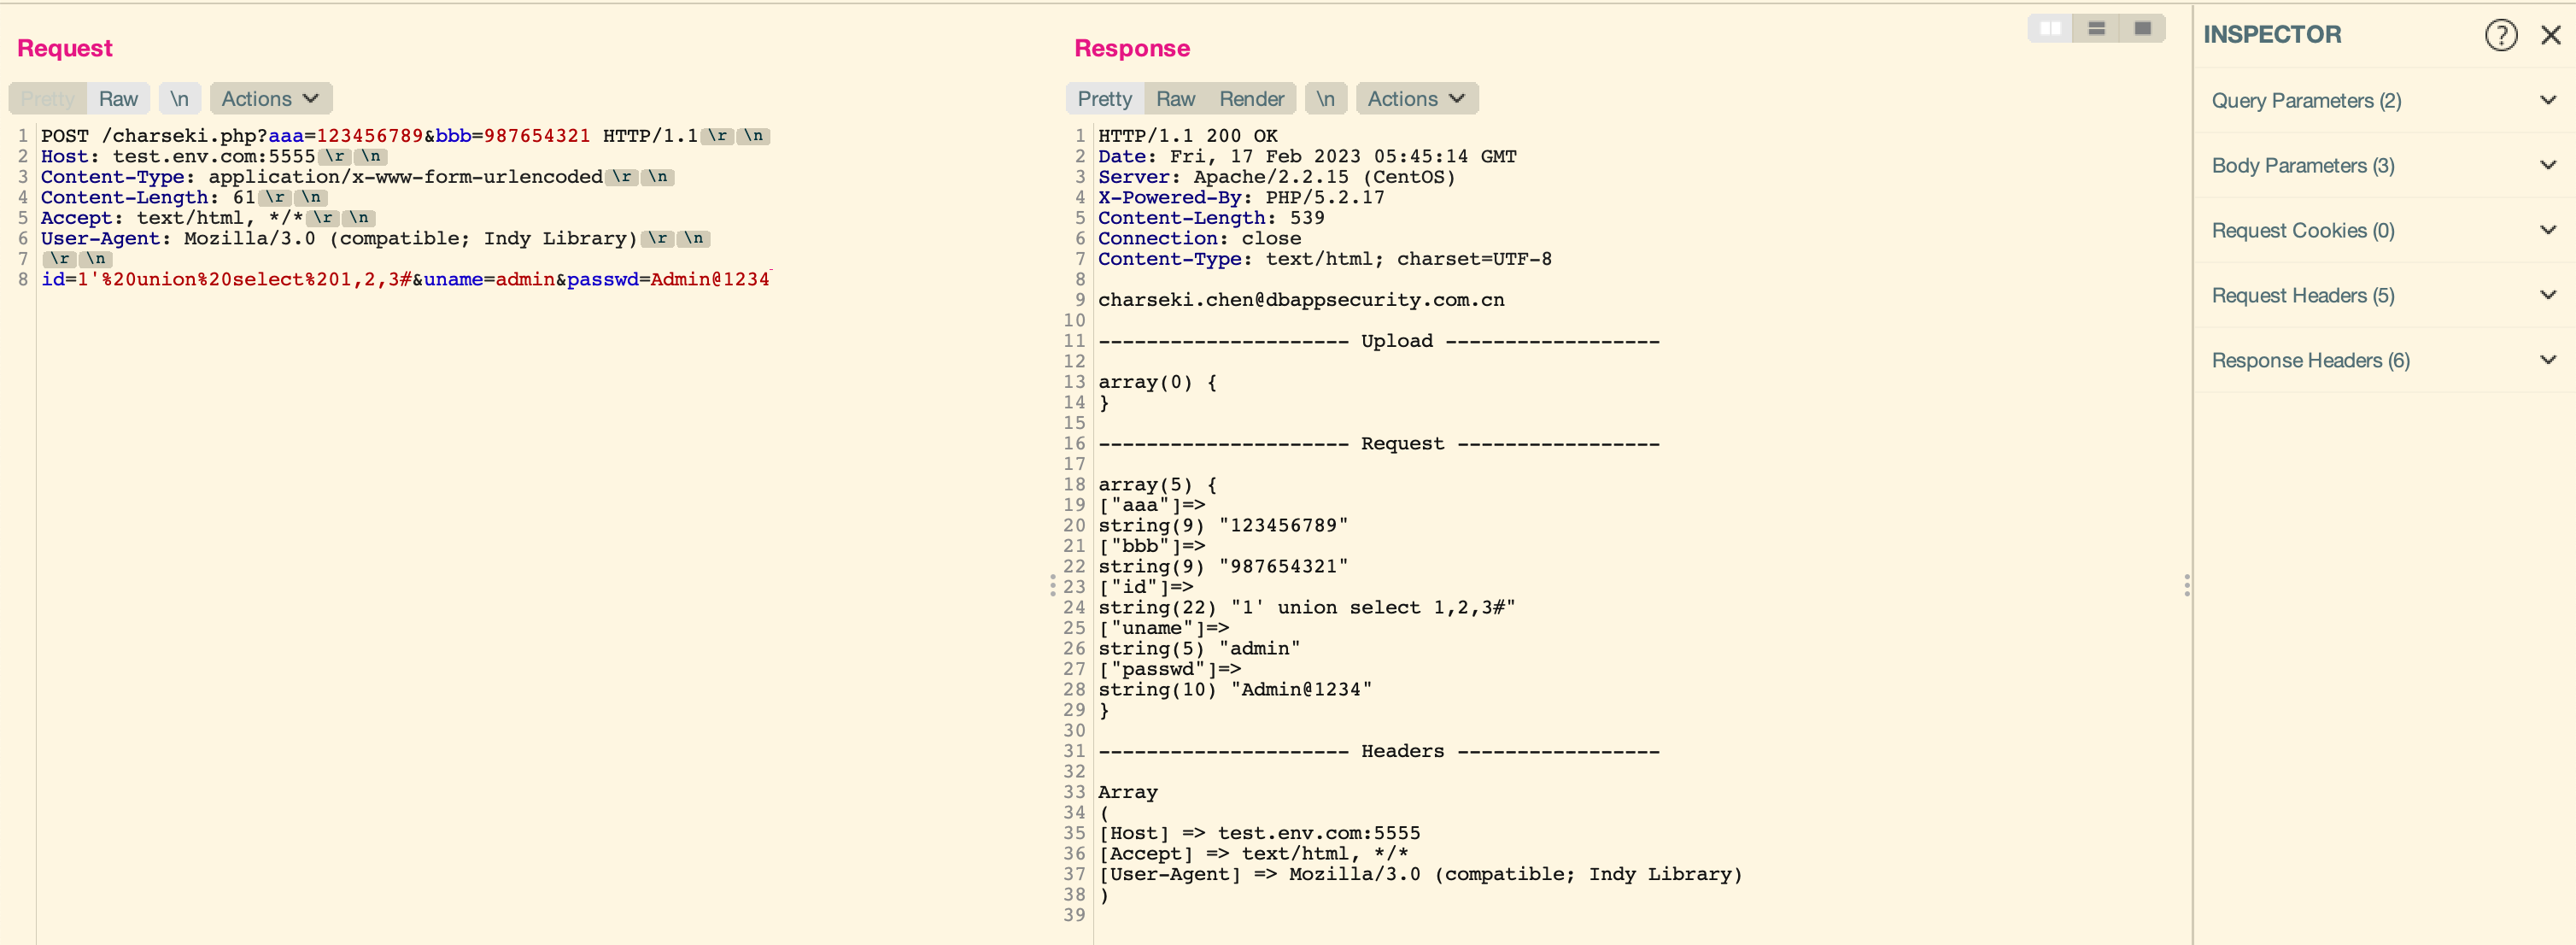 Request
Pretty Raw \n Actions
1 POST /charseki.php?aaa=123456789&bbb=987654321 HTTP/1.1 \r \n
2 Host: test.env.com:5555 \r \n
3 Content-Type: application/x-www-form-urlencoded \r \n
4 Content-Length: 61 \r \n
5 Accept: text/html, */* \r \n
6 User-Agent: Mozilla/3.0 (compatible; Indy Library) \r \n
7 \r \n
8 id=1'%20union%20select%201,2,3#&uname=admin&passwd=Admin@1234
Response
Pretty Raw Render \n Actions
1 HTTP/1.1 200 OK
2 Date: Fri, 17 Feb 2023 05:45:14 GMT
3 Server: Apache/2.2.15 (CentOS)
4 X-Powered-By: PHP/5.2.17
5 Content-Length: 539
6 Connection: close
7 Content-Type: text/html; charset=UTF-8
8
9 charseki.chen@dbappsecurity.com.cn
10
11 --------------------- Upload ------------------
12
13 array(0) {
14 }
15
16 --------------------- Request -----------------
17
18 array(5) {
19 ["aaa"]=>
20 string(9) "123456789"
21 ["bbb"]=>
22 string(9) "987654321"
23 ["id"]=>
24 string(22) "1' union select 1,2,3#"
25 ["uname"]=>
26 string(5) "admin"
27 ["passwd"]=>
28 string(10) "Admin@1234"
29 }
30
31 --------------------- Headers -----------------
32
33 Array
34 (
35 [Host] => test.env.com:5555
36 [Accept] => text/html, */*
37 [User-Agent] => Mozilla/3.0 (compatible; Indy Library)
38 )
39
INSPECTOR ?
Query Parameters (2)
Body Parameters (3)
Request Cookies (0)
Request Headers (5)
Response Headers (6)